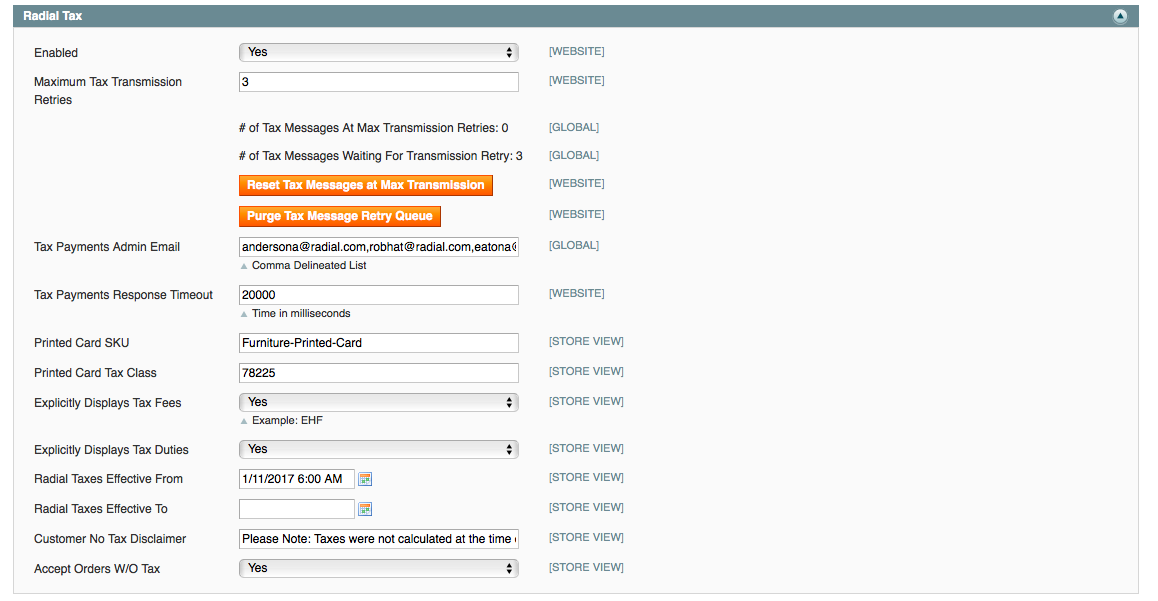 Radial Tax
Enabled Yes [WEBSITE]
Maximum Tax Transmission Retries 3 [WEBSITE]
# of Tax Messages At Max Transmission Retries: 0 [GLOBAL]
# of Tax Messages Waiting For Transmission Retry: 3 [GLOBAL]
Reset Tax Messages at Max Transmission [WEBSITE]
Purge Tax Message Retry Queue [WEBSITE]
Tax Payments Admin Email andersona@radial.com,robhat@radial.com,eatona@ [GLOBAL]
Comma Delineated List
Tax Payments Response Timeout 20000 [WEBSITE]
Time in milliseconds
Printed Card SKU Furniture-Printed-Card [STORE VIEW]
Printed Card Tax Class 78225 [STORE VIEW]
Explicitly Displays Tax Fees Yes [STORE VIEW]
Example: EHF
Explicitly Displays Tax Duties Yes [STORE VIEW]
Radial Taxes Effective From 1/11/2017 6:00 AM [STORE VIEW]
Radial Taxes Effective To [STORE VIEW]
Customer No Tax Disclaimer Please Note: Taxes were not calculated at the time [STORE VIEW]
Accept Orders W/O Tax Yes [STORE VIEW]